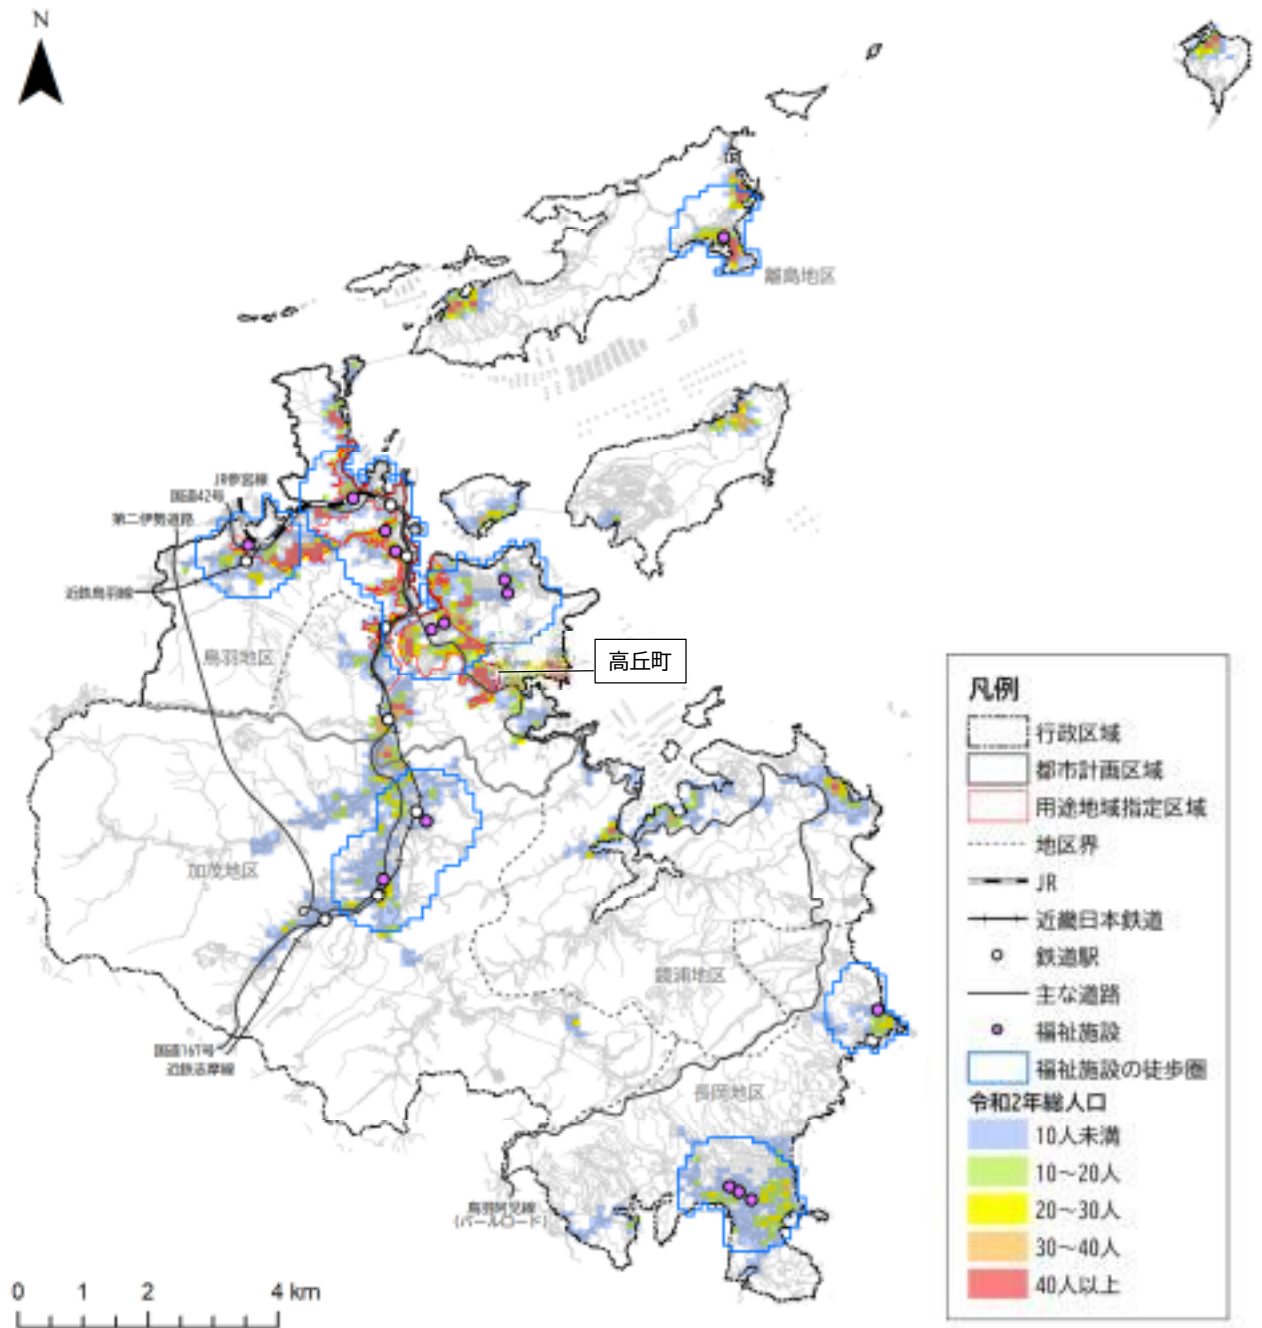 N
離島地区
JR参宮線
国道42号
第二伊勢道路
近鉄鳥羽線
鳥羽地区
高丘町
加茂地区
鏡浦地区
国道167号
近鉄志摩線
長岡地区
鳥羽阿児線
(パールロード)
凡例
行政区域
都市計画区域
用途地域指定区域
地区界
JR
近畿日本鉄道
鉄道駅
主な道路
福祉施設
福祉施設の徒歩圏
令和2年総人口
10人未満
10～20人
20～30人
30～40人
40人以上
0 1 2 4 km